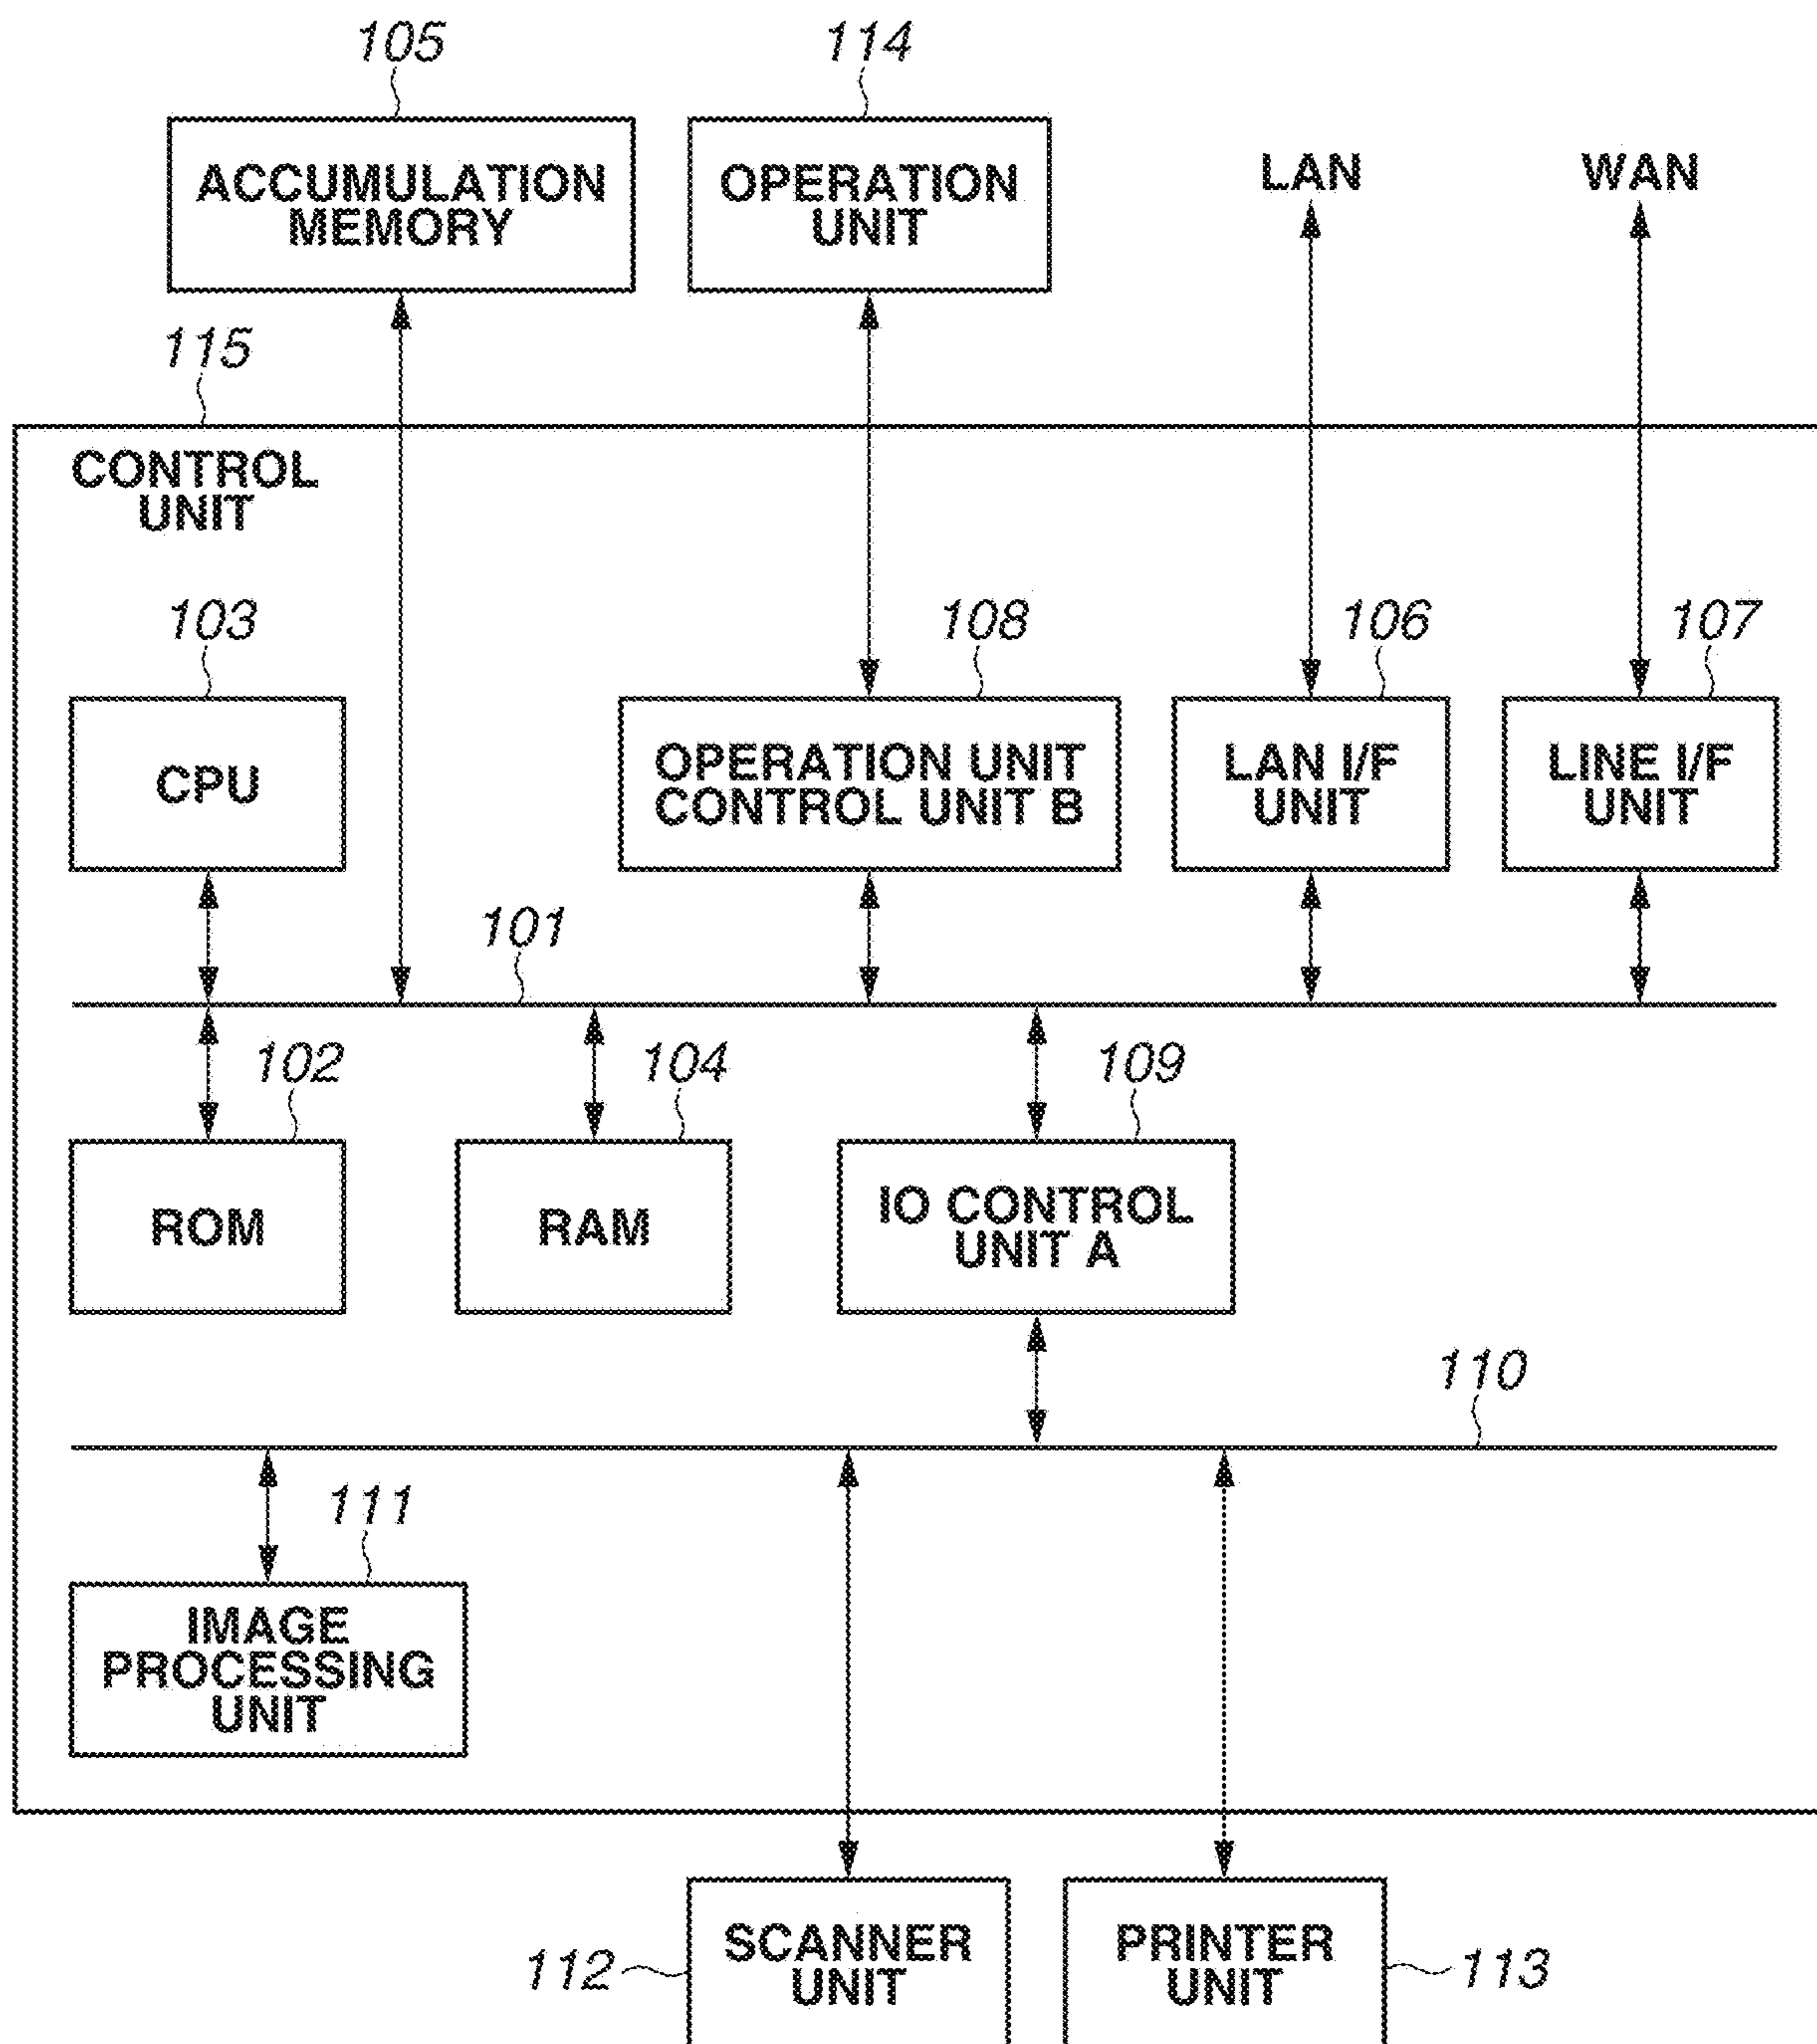 105
114
ACCUMULATION
MEMORY
OPERATION
UNIT
LAN
WAN
115
CONTROL
UNIT
103
108
106
107
CPU
OPERATION UNIT
CONTROL UNIT B
LAN I/F
UNIT
LINE I/F
UNIT
101
102
104
109
ROM
RAM
IO CONTROL
UNIT A
110
111
IMAGE
PROCESSING
UNIT
112
SCANNER
UNIT
PRINTER
UNIT
113